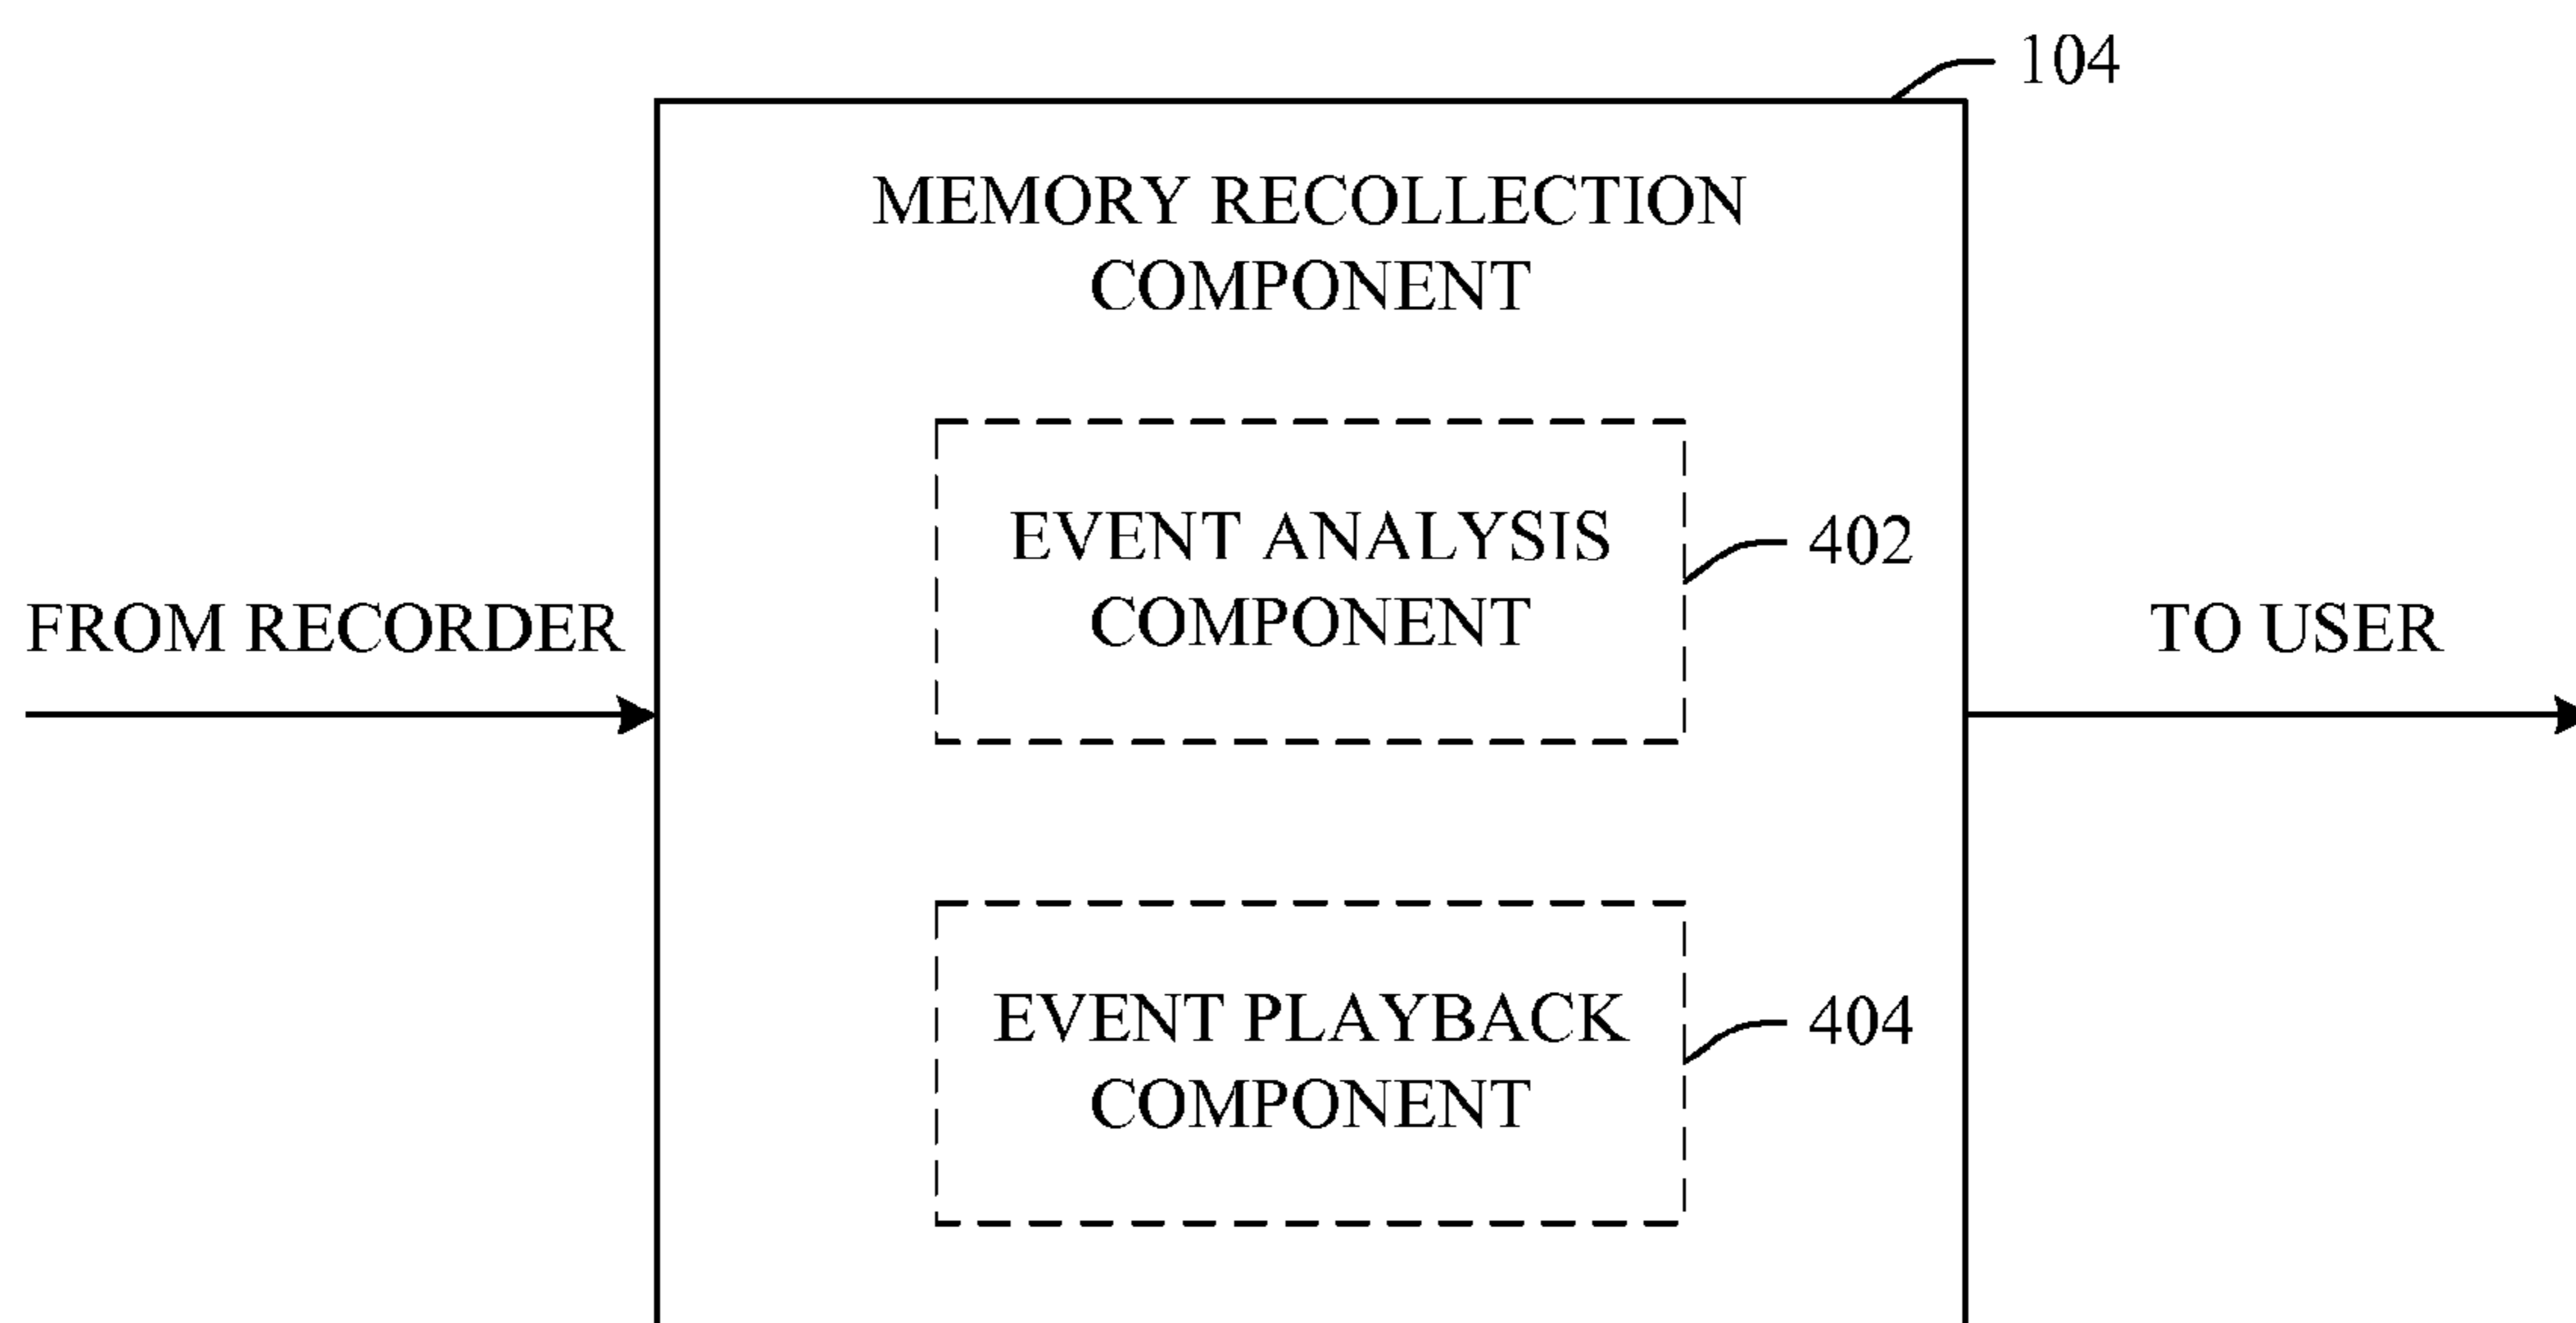 104
MEMORY RECOLLECTION
COMPONENT
EVENT ANALYSIS
COMPONENT
402
FROM RECORDER
TO USER
EVENT PLAYBACK
COMPONENT
404